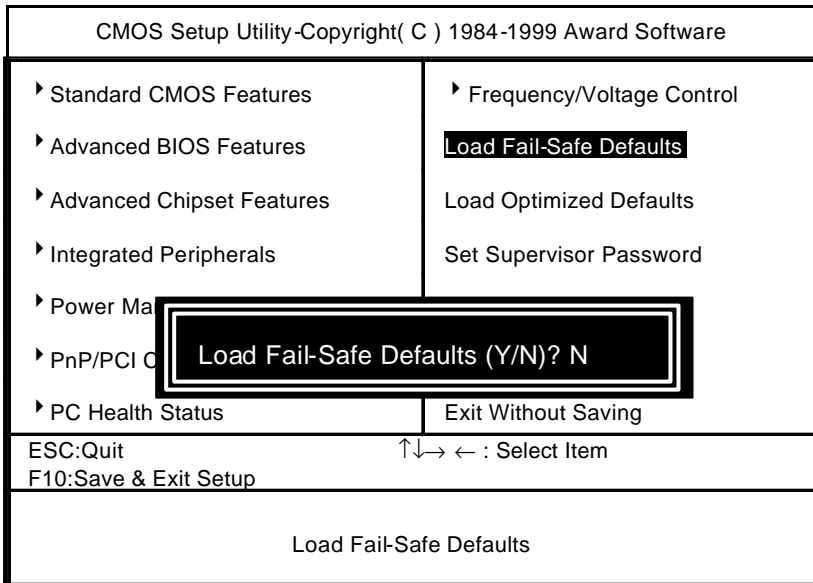 CMOS Setup Utility-Copyright( C ) 1984-1999 Award Software
Standard CMOS Features
Advanced BIOS Features
Advanced Chipset Features
Integrated Peripherals
Power
PnP/PCI
PC Health Status
Frequency/Voltage Control
Load Fail-Safe Defaults
Load Optimized Defaults
Set Supervisor Password
Exit Without Saving
Load Fail-Safe Defaults (Y/N)? N
ESC:Quit ↑↓→ ← : Select Item
F10:Save & Exit Setup
Load Fail-Safe Defaults